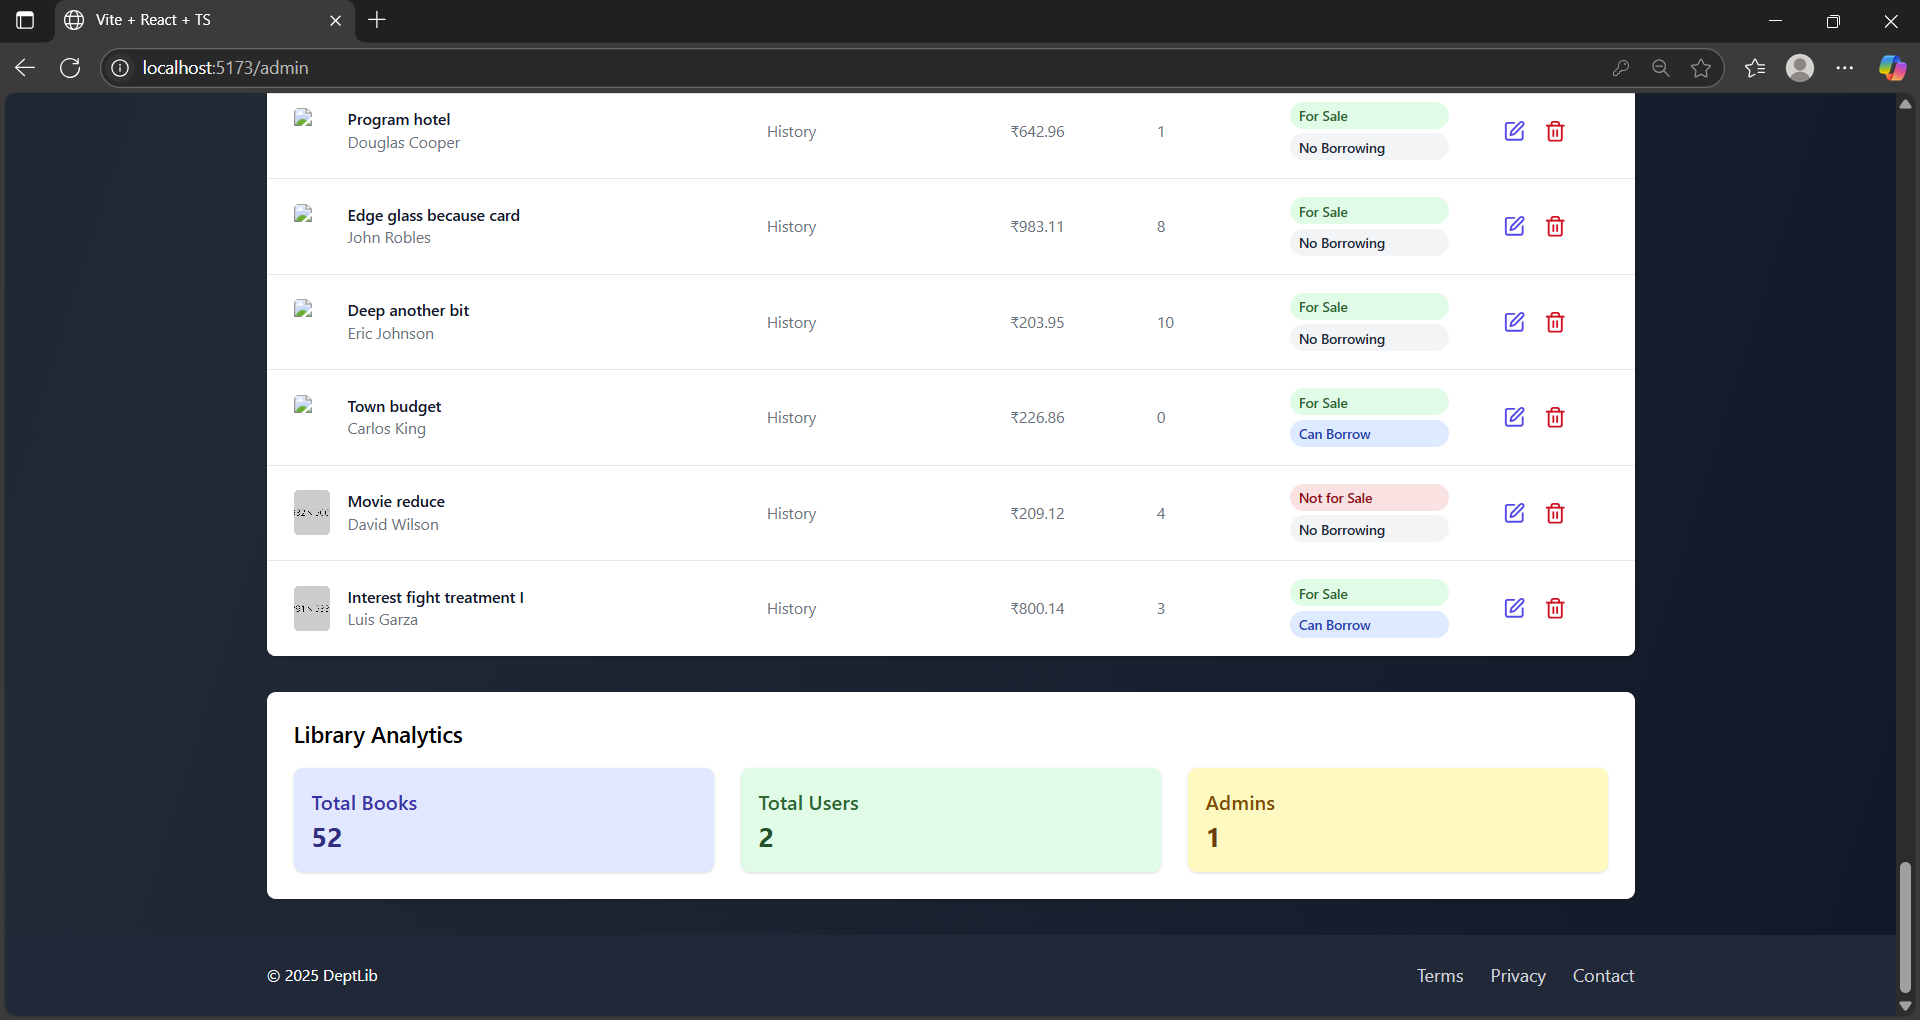 Vite + React + TS
localhost:5173/admin
Program hotel
Douglas Cooper
History
₹642.96
1
For Sale
No Borrowing
Edge glass because card
John Robles
History
₹983.11
8
For Sale
No Borrowing
Deep another bit
Eric Johnson
History
₹203.95
10
For Sale
No Borrowing
Town budget
Carlos King
History
₹226.86
0
For Sale
Can Borrow
Movie reduce
David Wilson
History
₹209.12
4
Not for Sale
No Borrowing
Interest fight treatment I
Luis Garza
History
₹800.14
3
For Sale
Can Borrow
Library Analytics
Total Books
52
Total Users
2
Admins
1
© 2025 DeptLib
Terms
Privacy
Contact